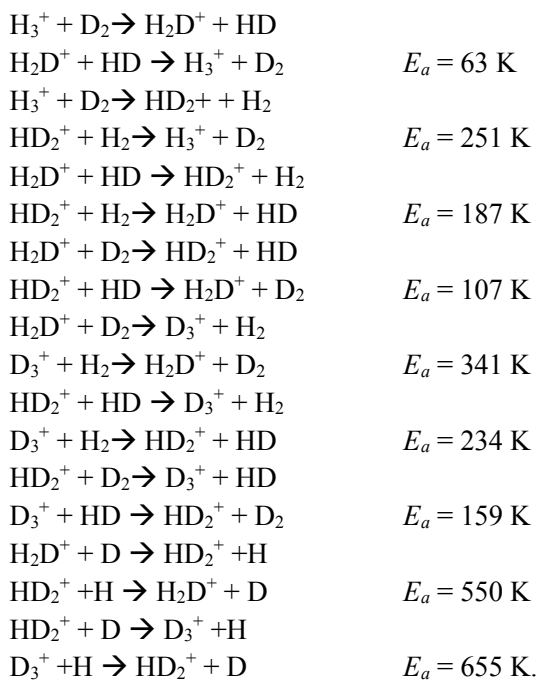 H₃⁺ + D₂→ H₂D⁺ + HD
H₂D⁺ + HD → H₃⁺ + D₂ Eₐ = 63 K
H₃⁺ + D₂→ HD₂+ + H₂
HD₂⁺ + H₂→ H₃⁺ + D₂ Eₐ = 251 K
H₂D⁺ + HD → HD₂⁺ + H₂
HD₂⁺ + H₂→ H₂D⁺ + HD Eₐ = 187 K
H₂D⁺ + D₂→ HD₂⁺ + HD
HD₂⁺ + HD → H₂D⁺ + D₂ Eₐ = 107 K
H₂D⁺ + D₂→ D₃⁺ + H₂
D₃⁺ + H₂→ H₂D⁺ + D₂ Eₐ = 341 K
HD₂⁺ + HD → D₃⁺ + H₂
D₃⁺ + H₂→ HD₂⁺ + HD Eₐ = 234 K
HD₂⁺ + D₂→ D₃⁺ + HD
D₃⁺ + HD → HD₂⁺ + D₂ Eₐ = 159 K
H₂D⁺ + D → HD₂⁺ +H
HD₂⁺ +H → H₂D⁺ + D Eₐ = 550 K
HD₂⁺ + D → D₃⁺ +H
D₃⁺ +H → HD₂⁺ + D Eₐ = 655 K.